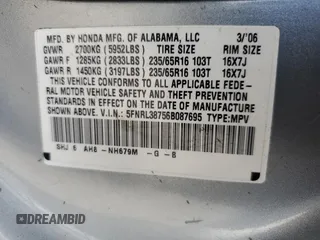 MFD. BY HONDA MFG. OF ALABAMA, LLC 3/'06
GVWR 2700KG ( 5952LBS ) TIRE SIZE RIM SIZE
GAWR F 1285KG ( 2833LBS ) 235/65R16 103T 16X7J
GAWR R 1450KG ( 3197LBS ) 235/65R16 103T 16X7J
THIS VEHICLE CONFORMS TO ALL APPLICABLE FEDE-
RAL MOTOR VEHICLE SAFETY AND THEFT PREVENTION
STANDARDS IN EFFECT ON THE DATE OF MANUFACTURE
SHOWN ABOVE.
V.I.N.: 5FNRL38756B087695 TYPE:MPV
SHJ 6 AH8 -NH679M -G -B
DREAMBID